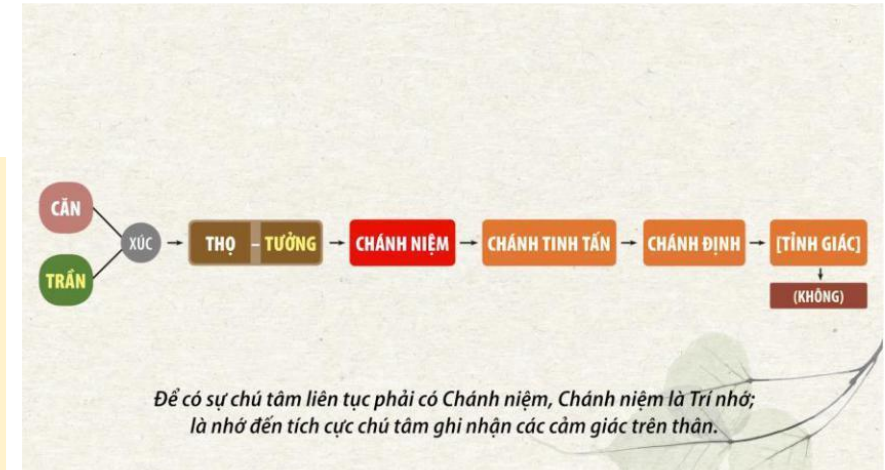 CĂN
TRẦN
XÚC
THỌ – TƯỞNG
CHÁNH NIỆM
CHÁNH TINH TẤN
CHÁNH ĐỊNH
[TỈNH GIÁC]
(KHÔNG)
Để có sự chú tâm liên tục phải có Chánh niệm, Chánh niệm là Trí nhớ;
là nhớ đến tích cực chú tâm ghi nhận các cảm giác trên thân.